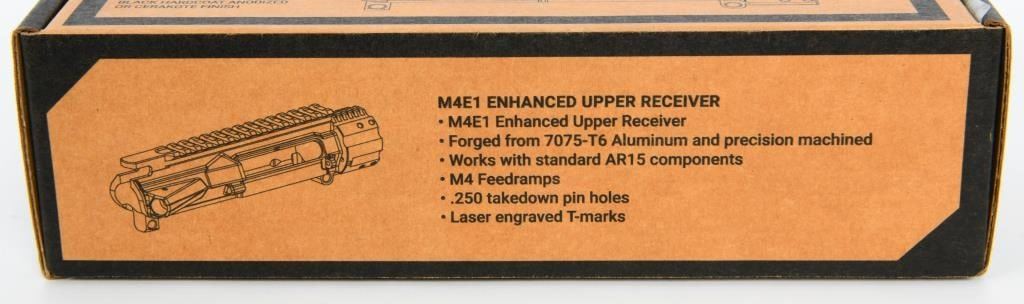 BLACK HARDCOAT ANODIZED
OR CERAKOTE FINISH
M4E1 ENHANCED UPPER RECEIVER
• M4E1 Enhanced Upper Receiver
• Forged from 7075-T6 Aluminum and precision machined
• Works with standard AR15 components
• M4 Feedramps
• .250 takedown pin holes
• Laser engraved T-marks